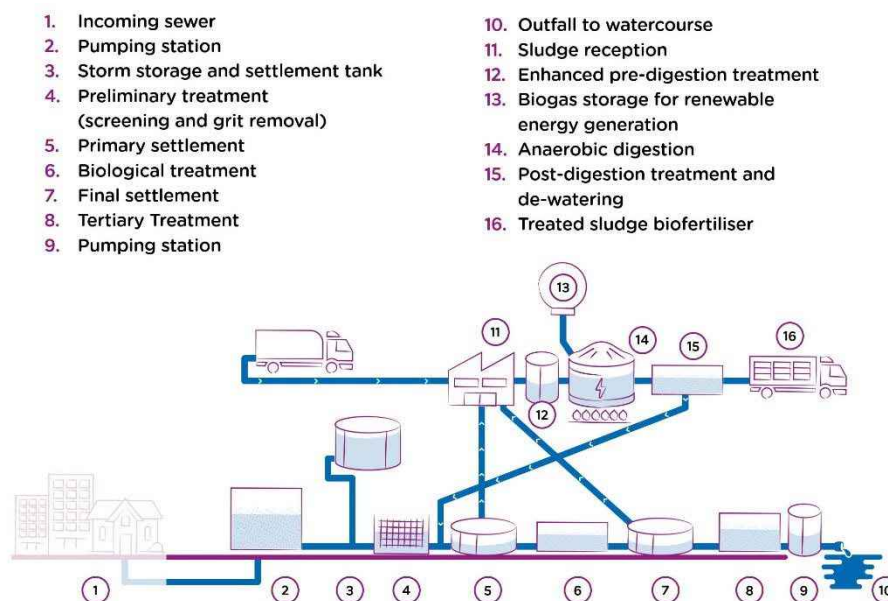 1. Incoming sewer
2. Pumping station
3. Storm storage and settlement tank
4. Preliminary treatment
(screening and grit removal)
5. Primary settlement
6. Biological treatment
7. Final settlement
8. Tertiary Treatment
9. Pumping station
10. Outfall to watercourse
11. Sludge reception
12. Enhanced pre-digestion treatment
13. Biogas storage for renewable
energy generation
14. Anaerobic digestion
15. Post-digestion treatment and
de-watering
16. Treated sludge biofertiliser
13
11
14
15
16
12
1
2
3
4
5
6
7
8
9
10